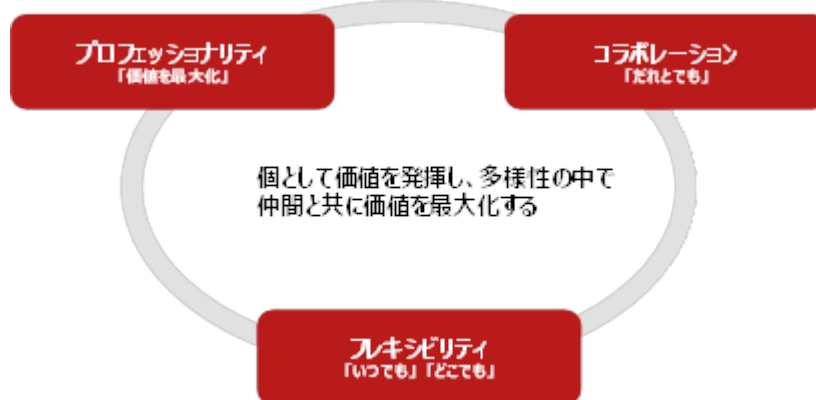 プロフェッショナリティ
「価値を最大化」
コラボレーション
「だれとでも」
個として価値を発揮し、多様性の中で
仲間と共に価値を最大化する
フレキシビリティ
「いつでも」「どこでも」